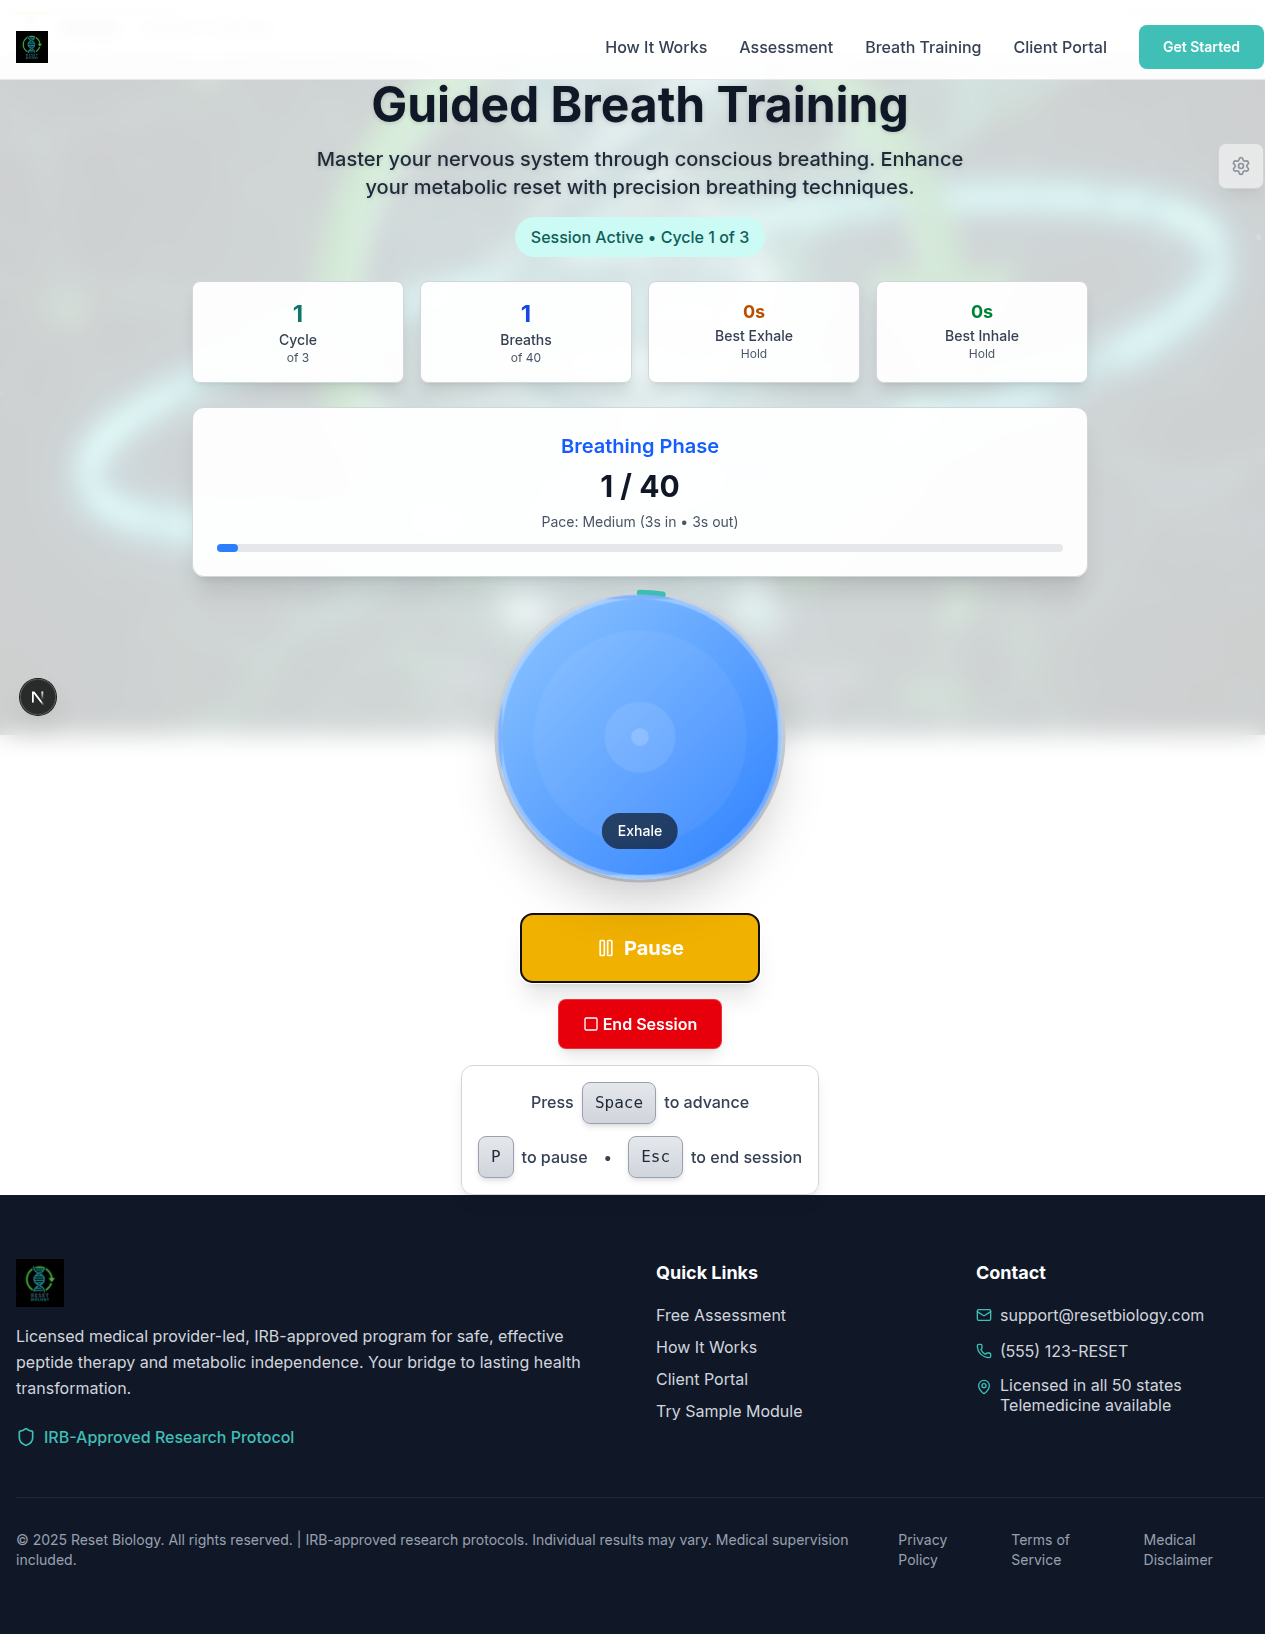 How It Works
Assessment
Breath Training
Client Portal
Get Started
Guided Breath Training
Master your nervous system through conscious breathing. Enhance
your metabolic reset with precision breathing techniques.
Session Active • Cycle 1 of 3
1
Cycle
of 3
1
Breaths
of 40
0s
Best Exhale
Hold
0s
Best Inhale
Hold
Breathing Phase
1 / 40
Pace: Medium (3s in • 3s out)
N
Exhale
Pause
End Session
Press Space to advance
P to pause • Esc to end session
RESET
BIOLOGY
Licensed medical provider-led, IRB-approved program for safe, effective
peptide therapy and metabolic independence. Your bridge to lasting health
transformation.
IRB-Approved Research Protocol
Quick Links
Free Assessment
How It Works
Client Portal
Try Sample Module
Contact
support@resetbiology.com
(555) 123-RESET
Licensed in all 50 states
Telemedicine available
© 2025 Reset Biology. All rights reserved. | IRB-approved research protocols. Individual results may vary. Medical supervision
included.
Privacy
Policy
Terms of
Service
Medical
Disclaimer